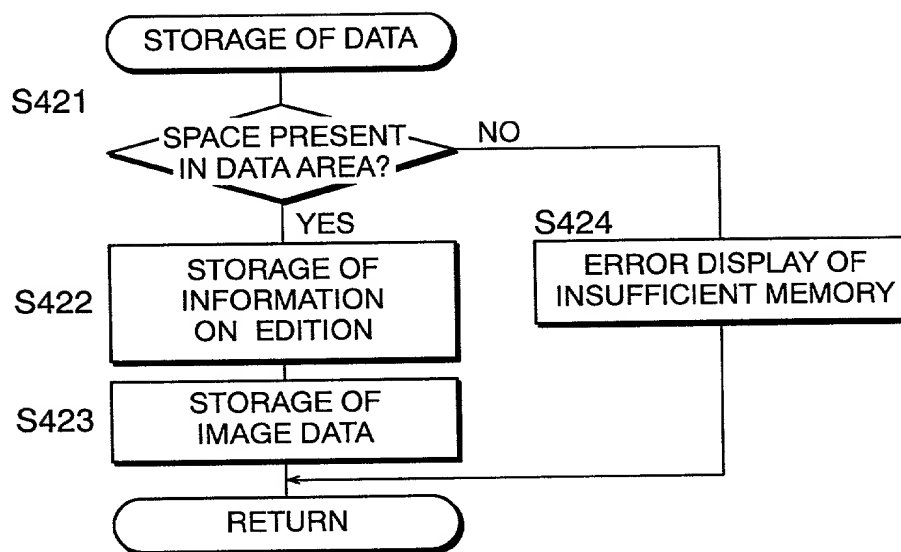 STORAGE OF DATA
S421
SPACE PRESENT
IN DATA AREA?
NO
YES
S422
STORAGE OF
INFORMATION
ON EDITION
S424
ERROR DISPLAY OF
INSUFFICIENT MEMORY
S423
STORAGE OF
IMAGE DATA
RETURN